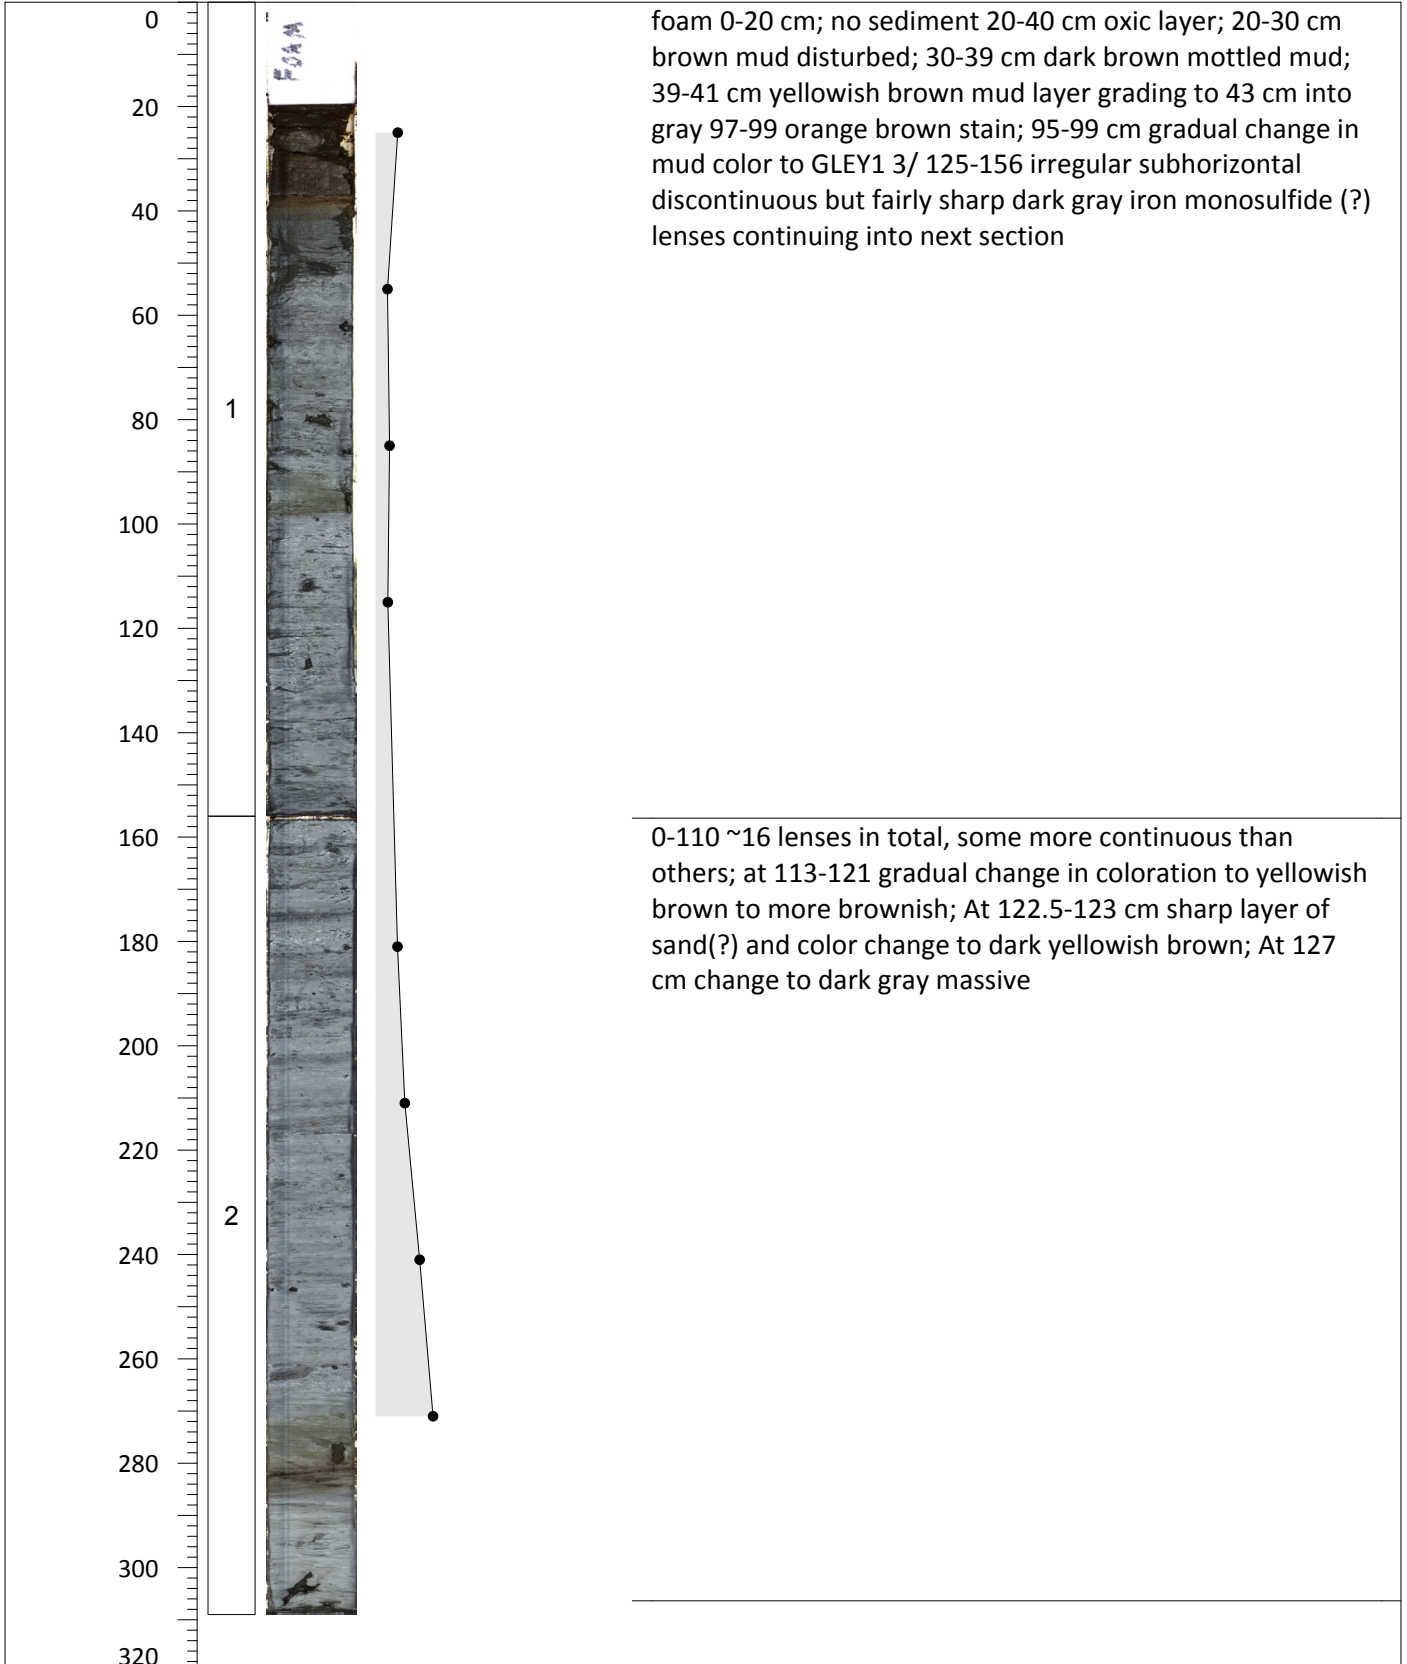 0
FOAM
foam 0-20 cm; no sediment 20-40 cm oxic layer; 20-30 cm
brown mud disturbed; 30-39 cm dark brown mottled mud;
39-41 cm yellowish brown mud layer grading to 43 cm into
gray 97-99 orange brown stain; 95-99 cm gradual change in
mud color to GLEY1 3/ 125-156 irregular subhorizontal
discontinuous but fairly sharp dark gray iron monosulfide (?)
lenses continuing into next section
20
40
60
80
1
100
120
140
160
0-110 ~16 lenses in total, some more continuous than
others; at 113-121 gradual change in coloration to yellowish
brown to more brownish; At 122.5-123 cm sharp layer of
sand(?) and color change to dark yellowish brown; At 127
cm change to dark gray massive
180
200
220
2
240
260
280
300
320